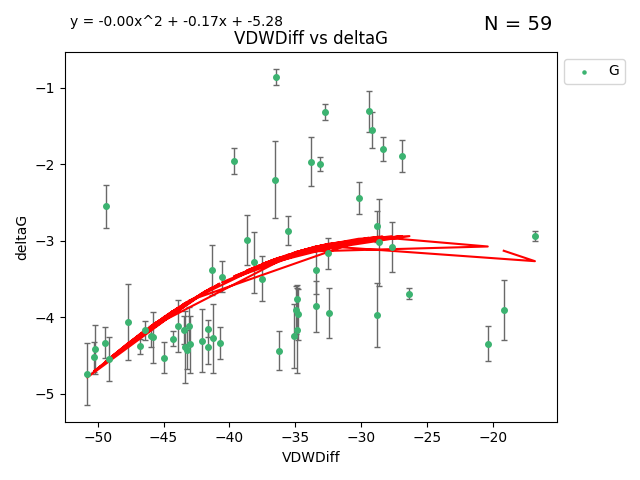 y = -0.00x^2 + -0.17x + -5.28
N = 59
VDWDiff vs deltaG
G
deltaG
−1
−2
−3
−4
−5
−50
−45
−40
−35
−30
−25
−20
VDWDiff